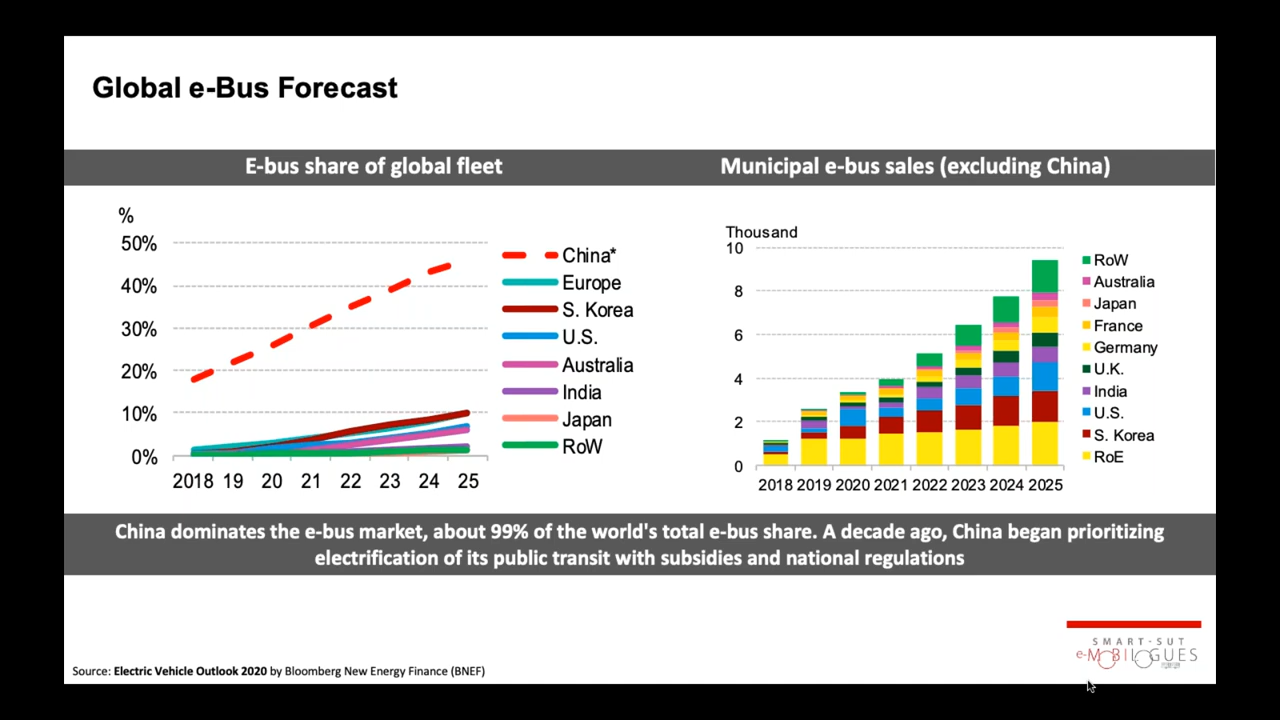 Global e-Bus Forecast
E-bus share of global fleet
Municipal e-bus sales (excluding China)
%
50%
40%
30%
20%
10%
0%
2018 19 20 21 22 23 24 25
China*
Europe
S. Korea
U.S.
Australia
India
Japan
RoW
Thousand
10
8
6
4
2
0
2018 2019 2020 2021 2022 2023 2024 2025
RoW
Australia
Japan
France
Germany
U.K.
India
U.S.
S. Korea
RoE
China dominates the e-bus market, about 99% of the world's total e-bus share. A decade ago, China began prioritizing
electrification of its public transit with subsidies and national regulations
SMART-SUT
e-MOBILOGUES
Source: Electric Vehicle Outlook 2020 by Bloomberg New Energy Finance (BNEF)